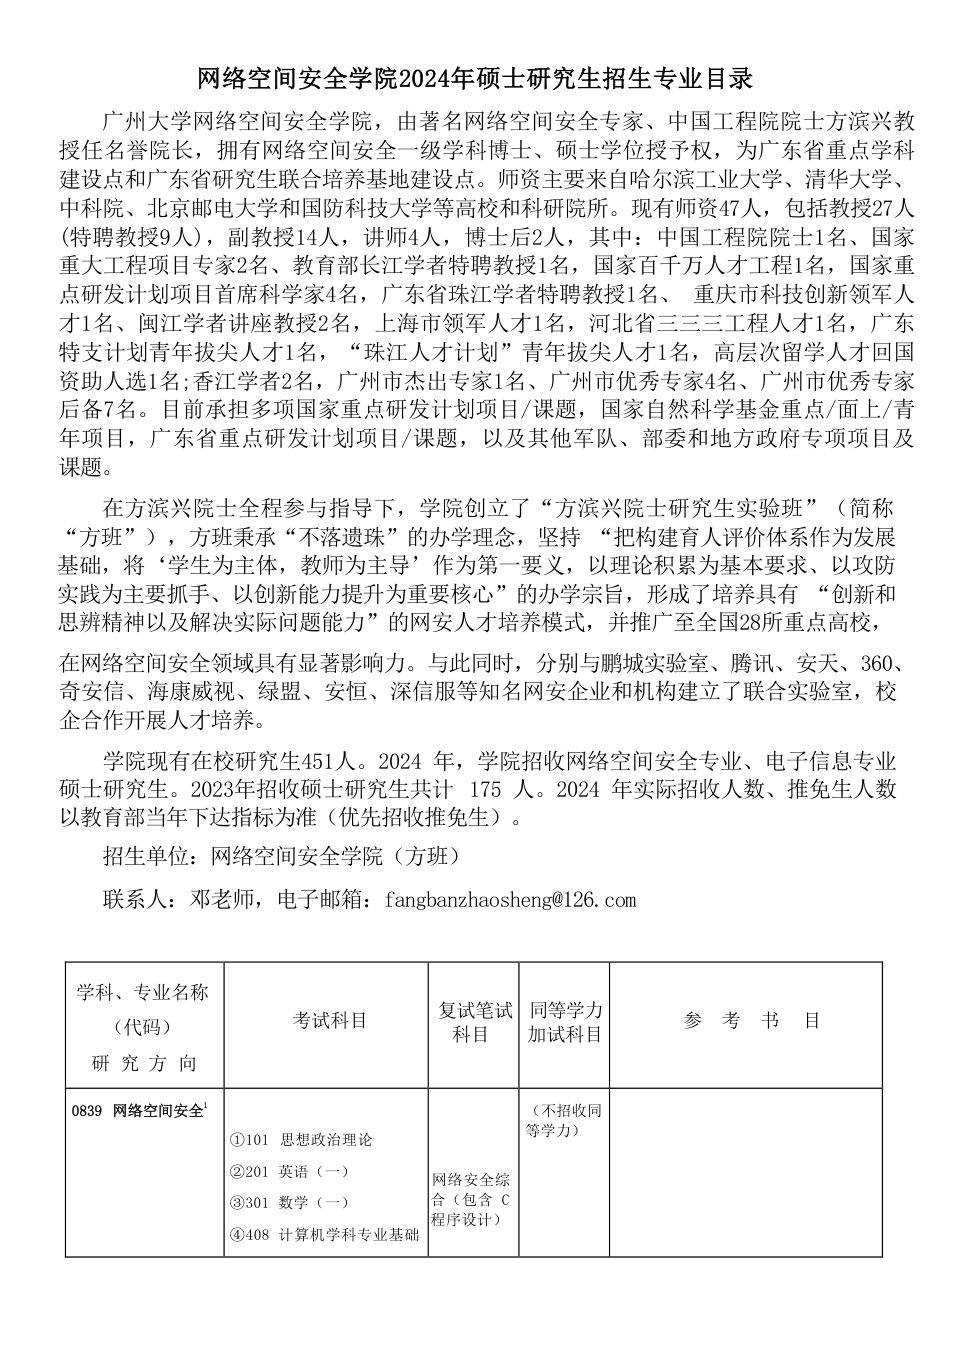 网络空间安全学院2024年硕士研究生招生专业目录
广州大学网络空间安全学院，由著名网络空间安全专家、中国工程院院士方滨兴教
授任名誉院长，拥有网络空间安全一级学科博士、硕士学位授予权，为广东省重点学科
建设点和广东省研究生联合培养基地建设点。师资主要来自哈尔滨工业大学、清华大学、
中科院、北京邮电大学和国防科技大学等高校和科研院所。现有师资47人，包括教授27人
(特聘教授9人)，副教授14人，讲师4人，博士后2人，其中：中国工程院院士1名、国家
重大工程项目专家2名、教育部长江学者特聘教授1名，国家百千万人才工程1名，国家重
点研发计划项目首席科学家4名，广东省珠江学者特聘教授1名、 重庆市科技创新领军人
才1名、闽江学者讲座教授2名，上海市领军人才1名，河北省三三三工程人才1名，广东
特支计划青年拔尖人才1名，“珠江人才计划”青年拔尖人才1名，高层次留学人才回国
资助人选1名;香江学者2名，广州市杰出专家1名、广州市优秀专家4名、广州市优秀专家
后备7名。目前承担多项国家重点研发计划项目/课题，国家自然科学基金重点/面上/青
年项目，广东省重点研发计划项目/课题，以及其他军队、部委和地方政府专项项目及
课题。
在方滨兴院士全程参与指导下，学院创立了“方滨兴院士研究生实验班”（简称
“方班”），方班秉承“不落遗珠”的办学理念，坚持 “把构建育人评价体系作为发展
基础，将‘学生为主体，教师为主导’作为第一要义，以理论积累为基本要求、以攻防
实践为主要抓手、以创新能力提升为重要核心”的办学宗旨，形成了培养具有 “创新和
思辨精神以及解决实际问题能力”的网安人才培养模式，并推广至全国28所重点高校，
在网络空间安全领域具有显著影响力。与此同时，分别与鹏城实验室、腾讯、安天、360、
奇安信、海康威视、绿盟、安恒、深信服等知名网安企业和机构建立了联合实验室，校
企合作开展人才培养。
学院现有在校研究生451人。2024 年，学院招收网络空间安全专业、电子信息专业
硕士研究生。2023年招收硕士研究生共计 175 人。2024 年实际招收人数、推免生人数
以教育部当年下达指标为准（优先招收推免生）。
招生单位：网络空间安全学院（方班）
联系人：邓老师，电子邮箱：fangbanzhaosheng@126.com
学科、专业名称
（代码）
研 究 方 向
考试科目
复试笔试
科目
同等学力
加试科目
参 考 书 目
0839 网络空间安全1
①101 思想政治理论
②201 英语（一）
③301 数学（一）
④408 计算机学科专业基础
网络安全综
合（包含 C
程序设计）
（不招收同
等学力）